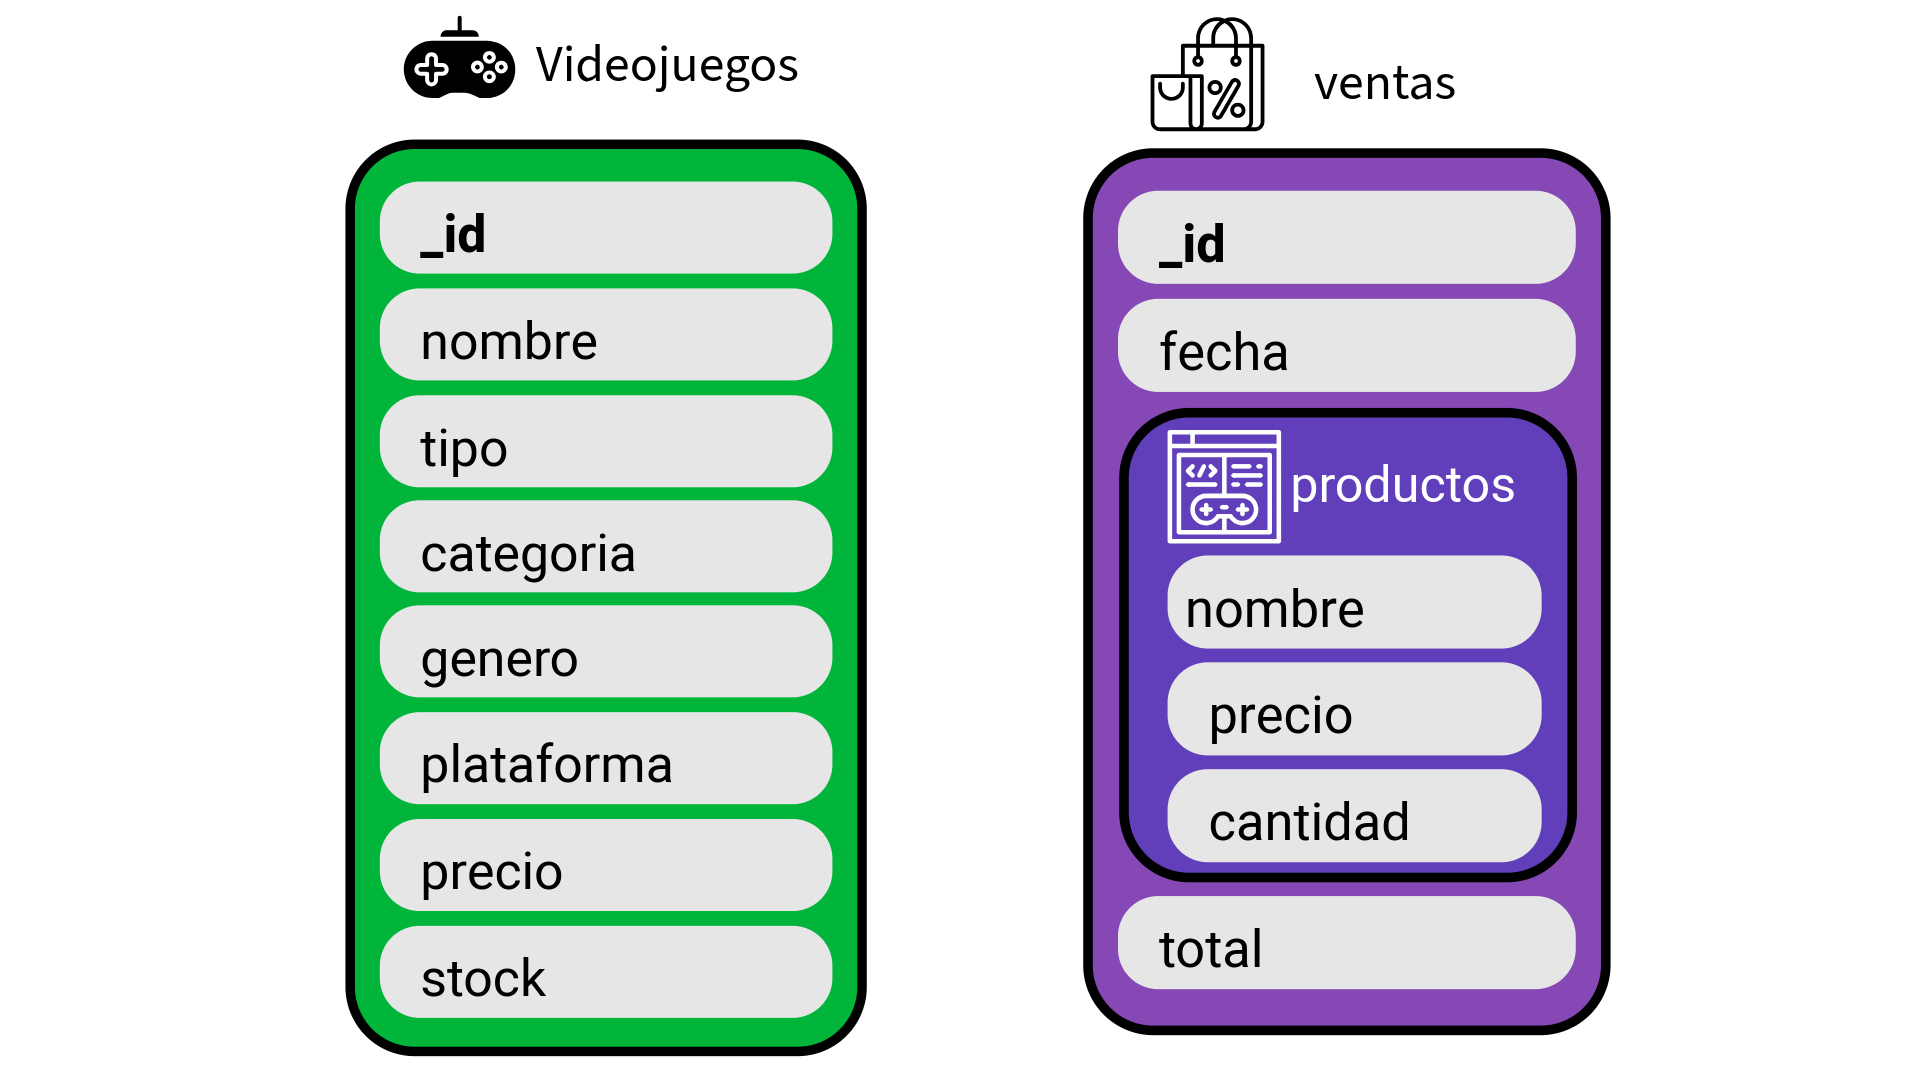 Videojuegos
_id
nombre
tipo
categoria
genero
plataforma
precio
stock
ventas
_id
fecha
productos
nombre
precio
cantidad
total